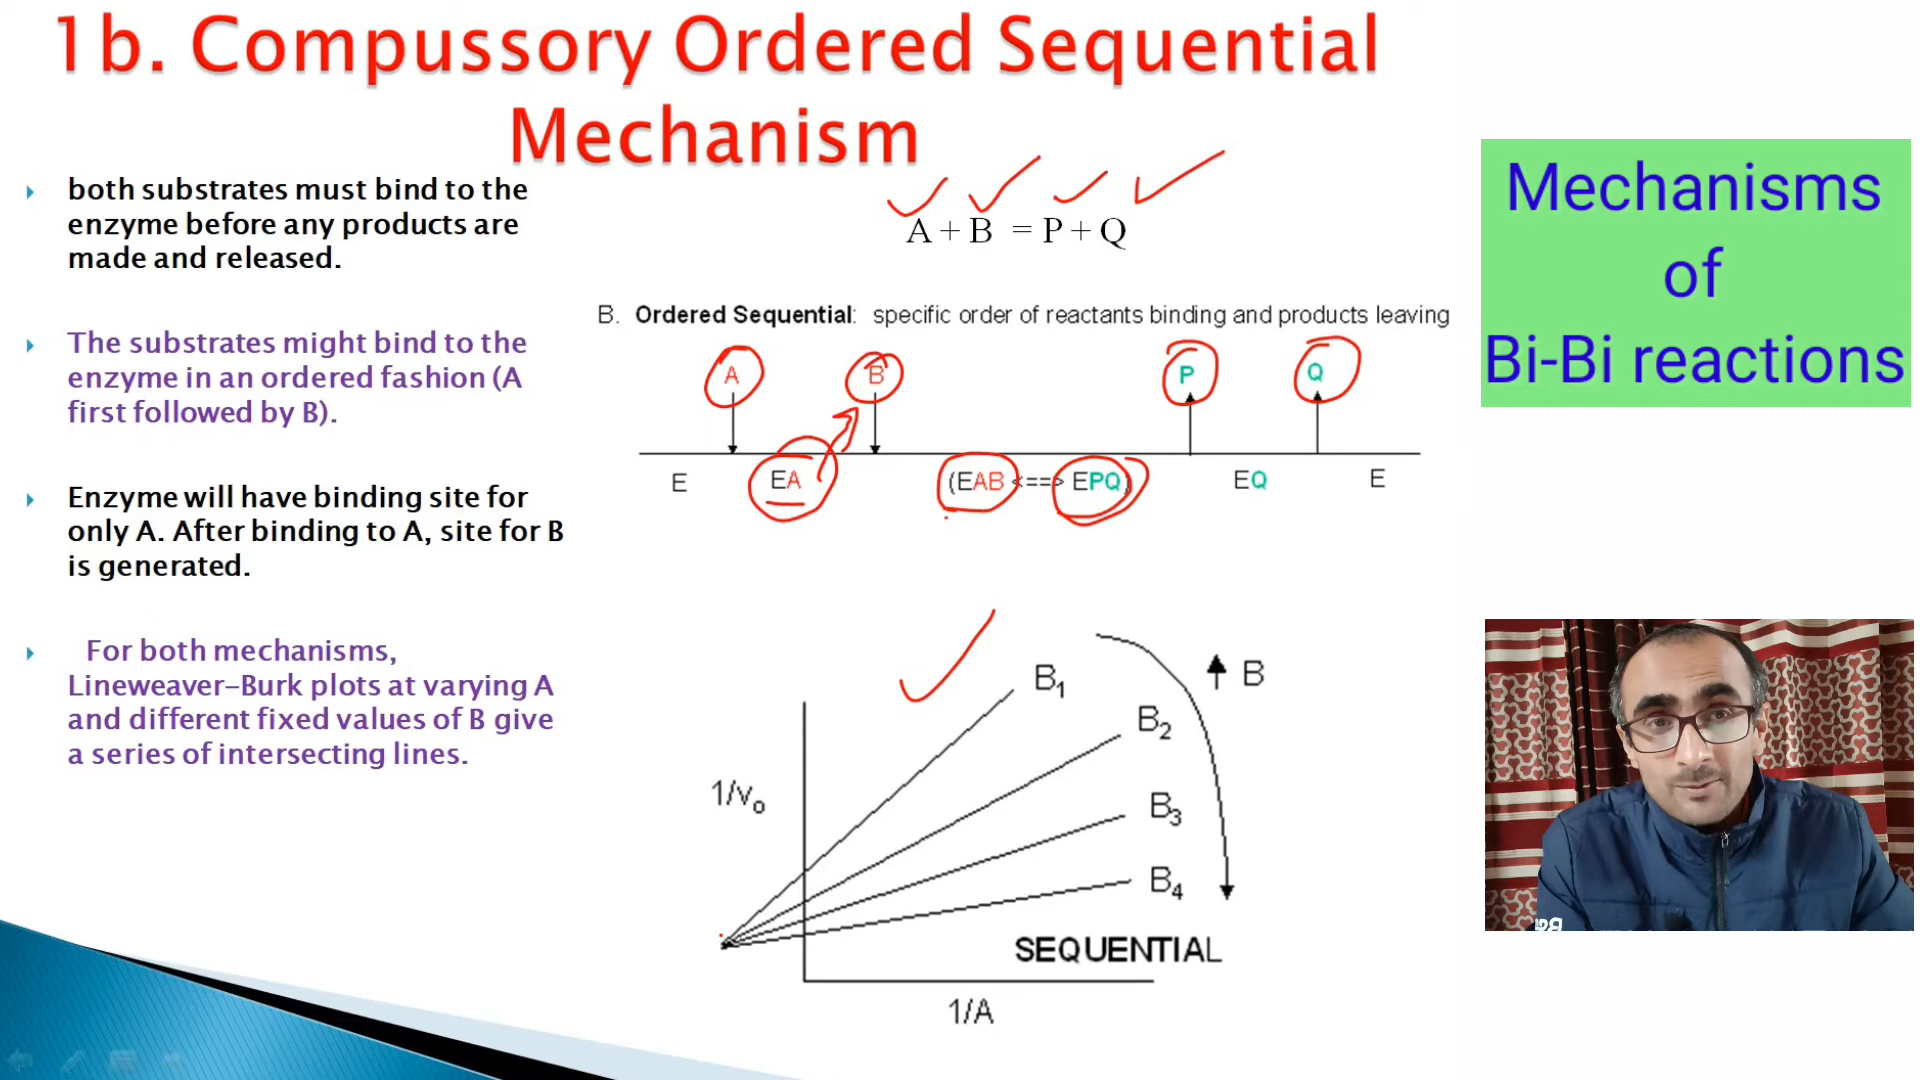 1b. Compussory Ordered Sequential
Mechanism
both substrates must bind to the
enzyme before any products are
made and released.
The substrates might bind to the
enzyme in an ordered fashion (A
first followed by B).
Enzyme will have binding site for
only A. After binding to A, site for B
is generated.
For both mechanisms,
Lineweaver-Burk plots at varying A
and different fixed values of B give
a series of intersecting lines.
A + B = P + Q
B. Ordered Sequential: specific order of reactants binding and products leaving
A B P Q
E EA (EAB <==> EPQ) EQ E
B1
B2
B3
B4
↑ B
1/vo
SEQUENTIAL
1/A
Mechanisms
of
Bi-Bi reactions